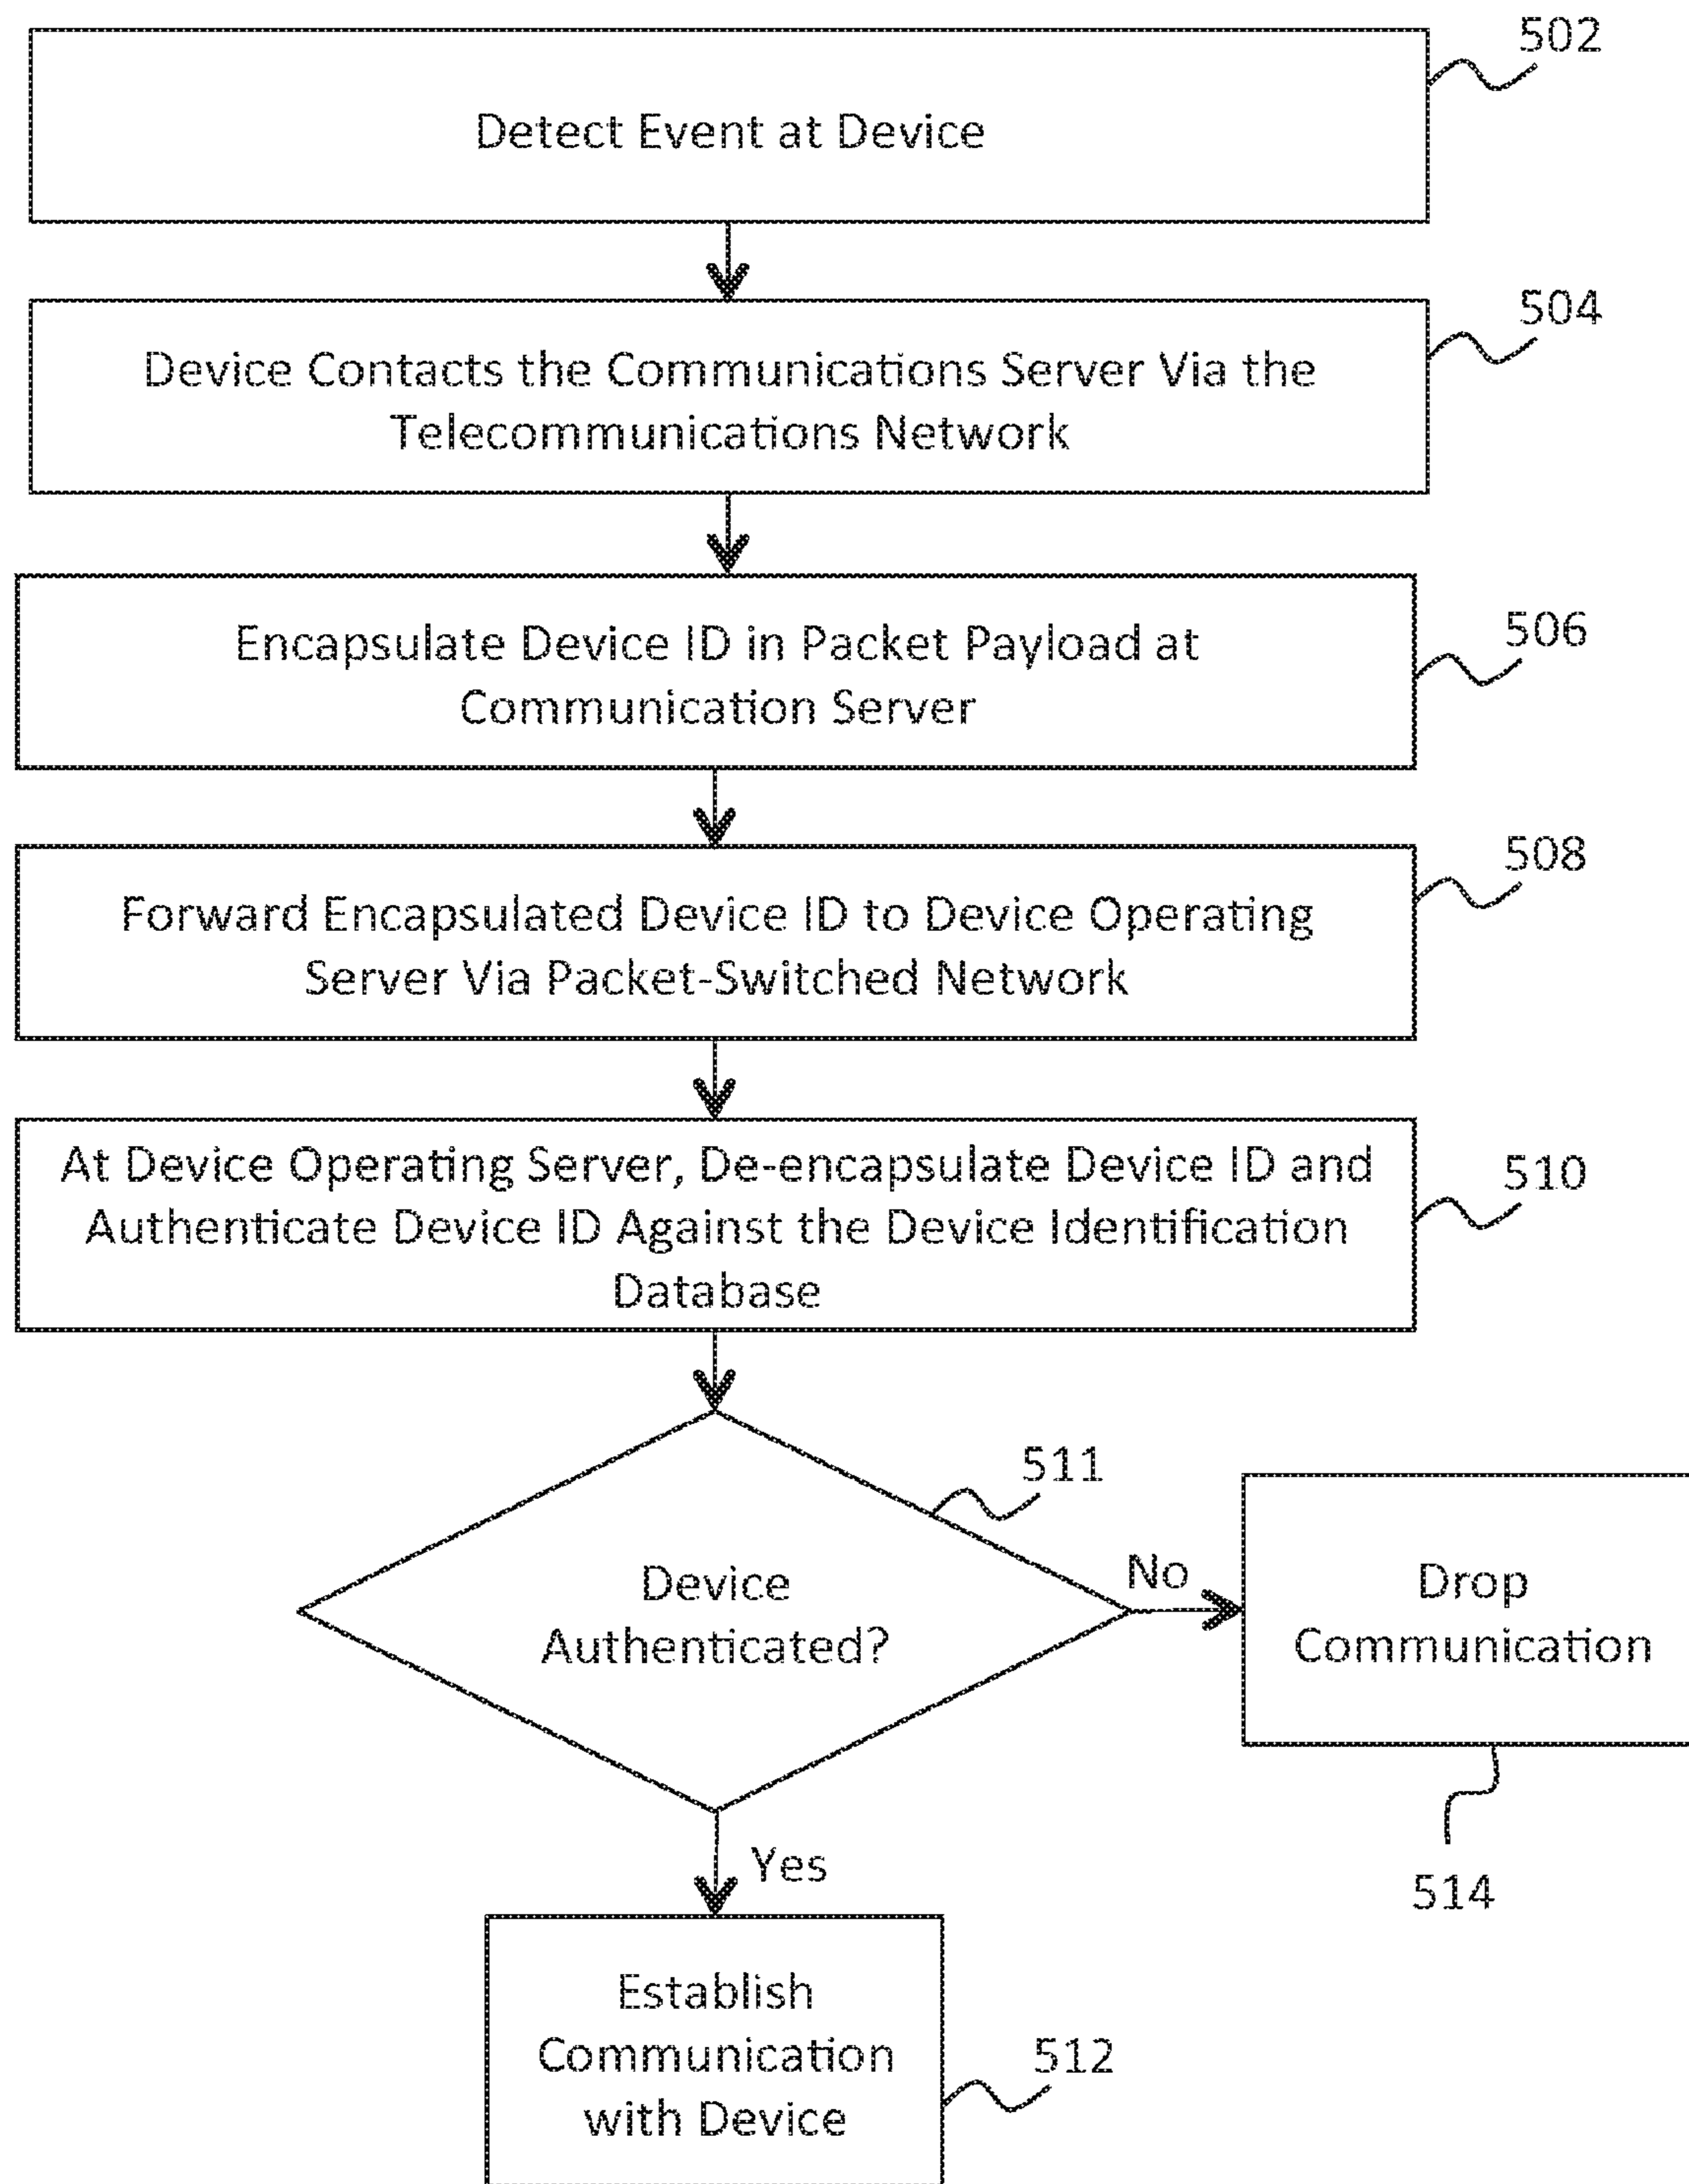 502
Detect Event at Device
504
Device Contacts the Communications Server Via the
Telecommunications Network
506
Encapsulate Device ID in Packet Payload at
Communication Server
508
Forward Encapsulated Device ID to Device Operating
Server Via Packet-Switched Network
510
At Device Operating Server, De-encapsulate Device ID and
Authenticate Device ID Against the Device Identification
Database
511
Device
Authenticated?
No
Drop
Communication
514
Yes
Establish
Communication
with Device
512